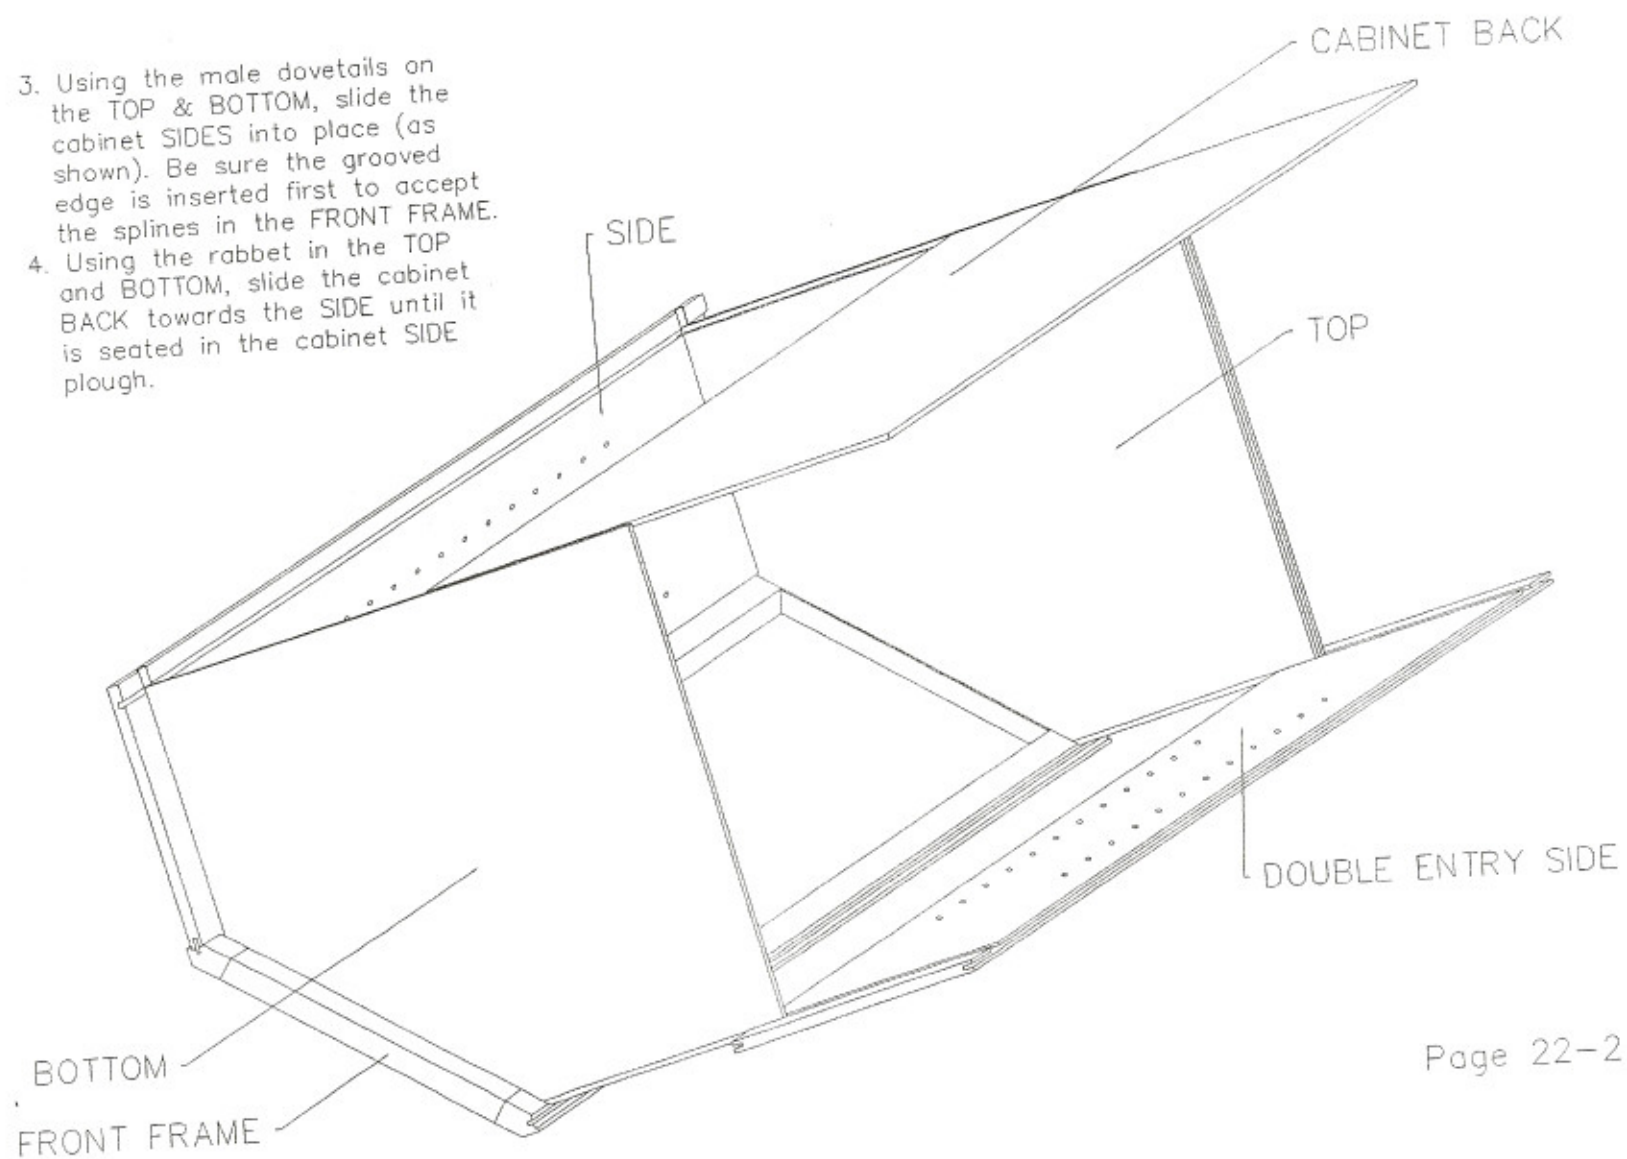 3. Using the male dovetails on
the TOP & BOTTOM, slide the
cabinet SIDES into place (as
shown). Be sure the grooved
edge is inserted first to accept
the splines in the FRONT FRAME.
4. Using the rabbet in the TOP
and BOTTOM, slide the cabinet
BACK towards the SIDE until it
is seated in the cabinet SIDE
plough.
CABINET BACK
SIDE
TOP
DOUBLE ENTRY SIDE
BOTTOM
FRONT FRAME
Page 22-2